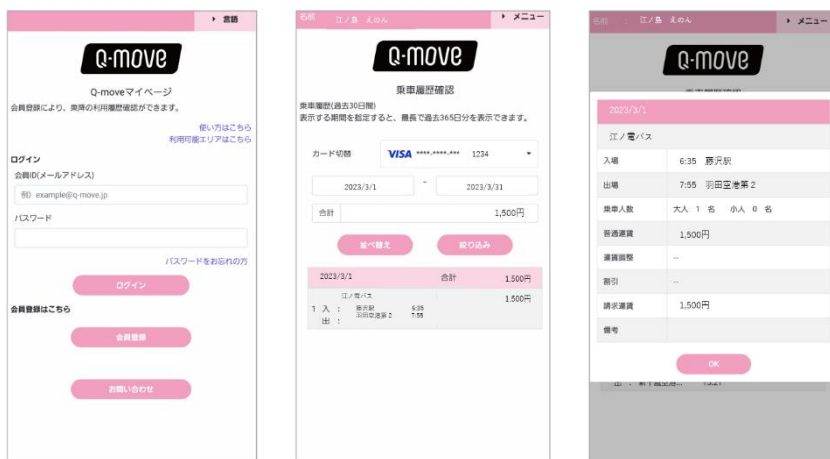 ▶ 言語
Q-move
Q-moveマイページ
会員登録により、乗降の利用履歴確認ができます。
使い方はこちら
利用可能エリアはこちら
ログイン
会員ID(メールアドレス)
例) example@q-move.jp
パスワード
パスワードをお忘れの方
ログイン
会員登録はこちら
会員登録
お問い合わせ
名前 江ノ島 えのん
▶ メニュー
Q-move
乗車履歴確認
乗車履歴(過去30日間)
表示する期間を指定すると、最長で過去365日分を表示できます。
カード切替 VISA ****-****-*** 1234
2023/3/1 ~ 2023/3/31
合計 1,500円
並べ替え 絞り込み
2023/3/1 合計 1,500円
江ノ電バス 1,500円
1 入 : 藤沢駅 6:35
出 : 羽田空港第2 7:55
名前 : 江ノ島 えのん
▶ メニュー
Q-move
2023/3/1
江ノ電バス
入場 6:35 藤沢駅
出場 7:55 羽田空港第2
乗車人数 大人 1 名 小人 0 名
普通運賃 1,500円
運賃調整 --
割引 --
請求運賃 1,500円
備考
OK